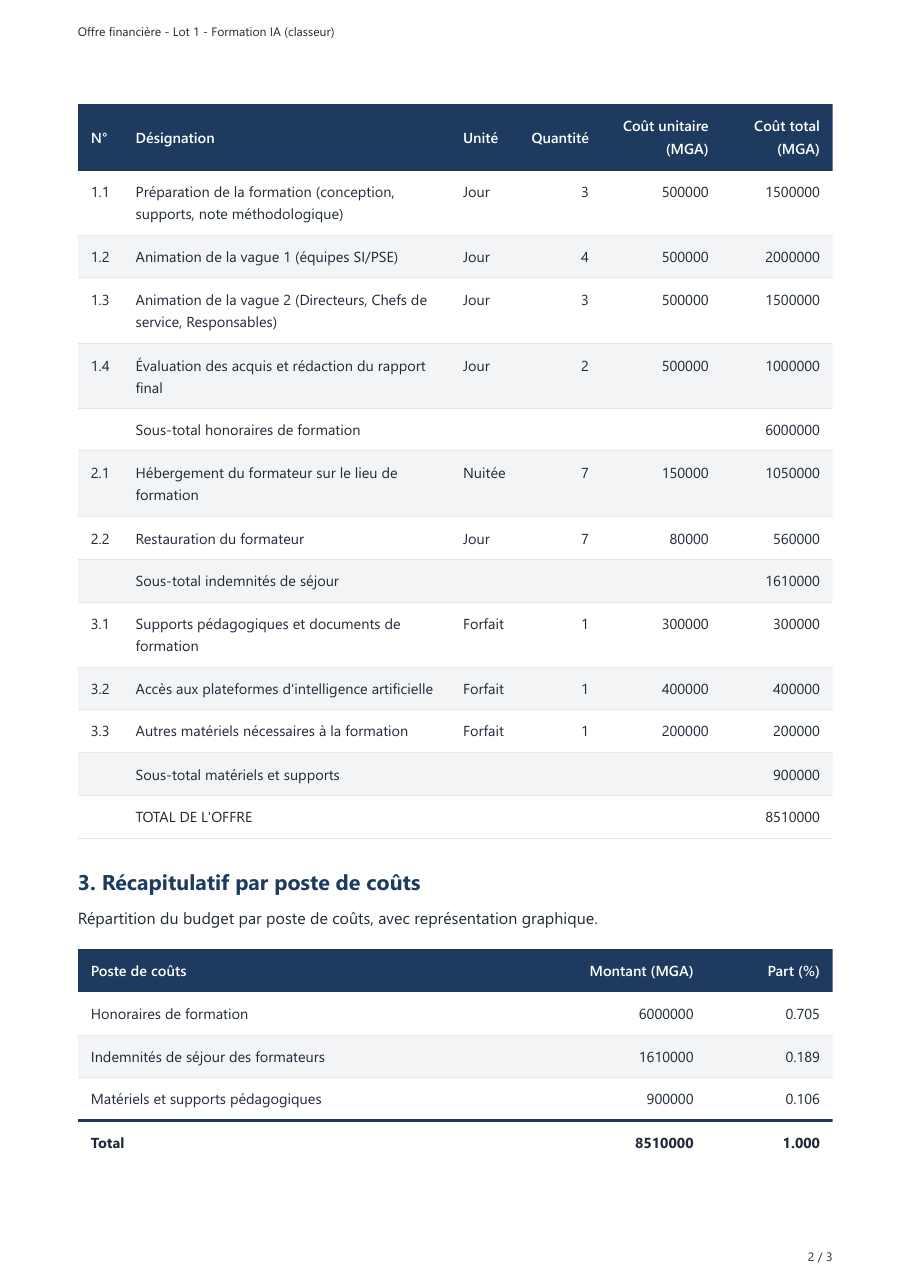 Offre financière - Lot 1 - Formation IA (classeur)
N° Désignation Unité Quantité Coût unitaire (MGA) Coût total (MGA)
1.1 Préparation de la formation (conception, Jour 3 500000 1500000
supports, note méthodologique)
1.2 Animation de la vague 1 (équipes SI/PSE) Jour 4 500000 2000000
1.3 Animation de la vague 2 (Directeurs, Chefs de Jour 3 500000 1500000
service, Responsables)
1.4 Évaluation des acquis et rédaction du rapport Jour 2 500000 1000000
final
Sous-total honoraires de formation 6000000
2.1 Hébergement du formateur sur le lieu de Nuitée 7 150000 1050000
formation
2.2 Restauration du formateur Jour 7 80000 560000
Sous-total indemnités de séjour 1610000
3.1 Supports pédagogiques et documents de Forfait 1 300000 300000
formation
3.2 Accès aux plateformes d'intelligence artificielle Forfait 1 400000 400000
3.3 Autres matériels nécessaires à la formation Forfait 1 200000 200000
Sous-total matériels et supports 900000
TOTAL DE L'OFFRE 8510000
3. Récapitulatif par poste de coûts
Répartition du budget par poste de coûts, avec représentation graphique.
Poste de coûts Montant (MGA) Part (%)
Honoraires de formation 6000000 0.705
Indemnités de séjour des formateurs 1610000 0.189
Matériels et supports pédagogiques 900000 0.106
Total 8510000 1.000
2 / 3